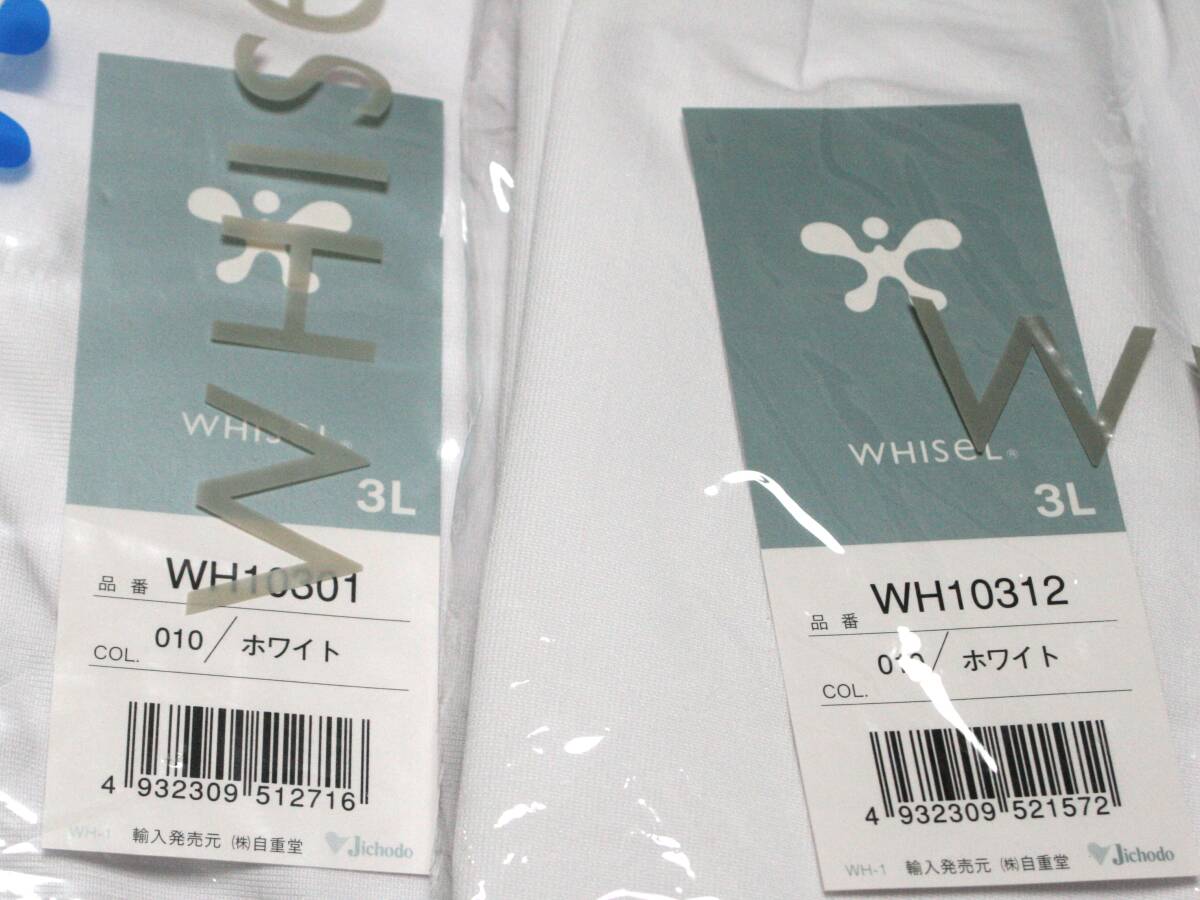 WHISe
WHISEL®
3L
品番 WH10301
COL. 010/ホワイト
4 932309 512716
WH-1 輸入発売元 ㈱自重堂 Jichodo
W
WHISEL®
3L
品番 WH10312
COL. 010/ホワイト
4 932309 521572
WH-1 輸入発売元 ㈱自重堂 Jichodo